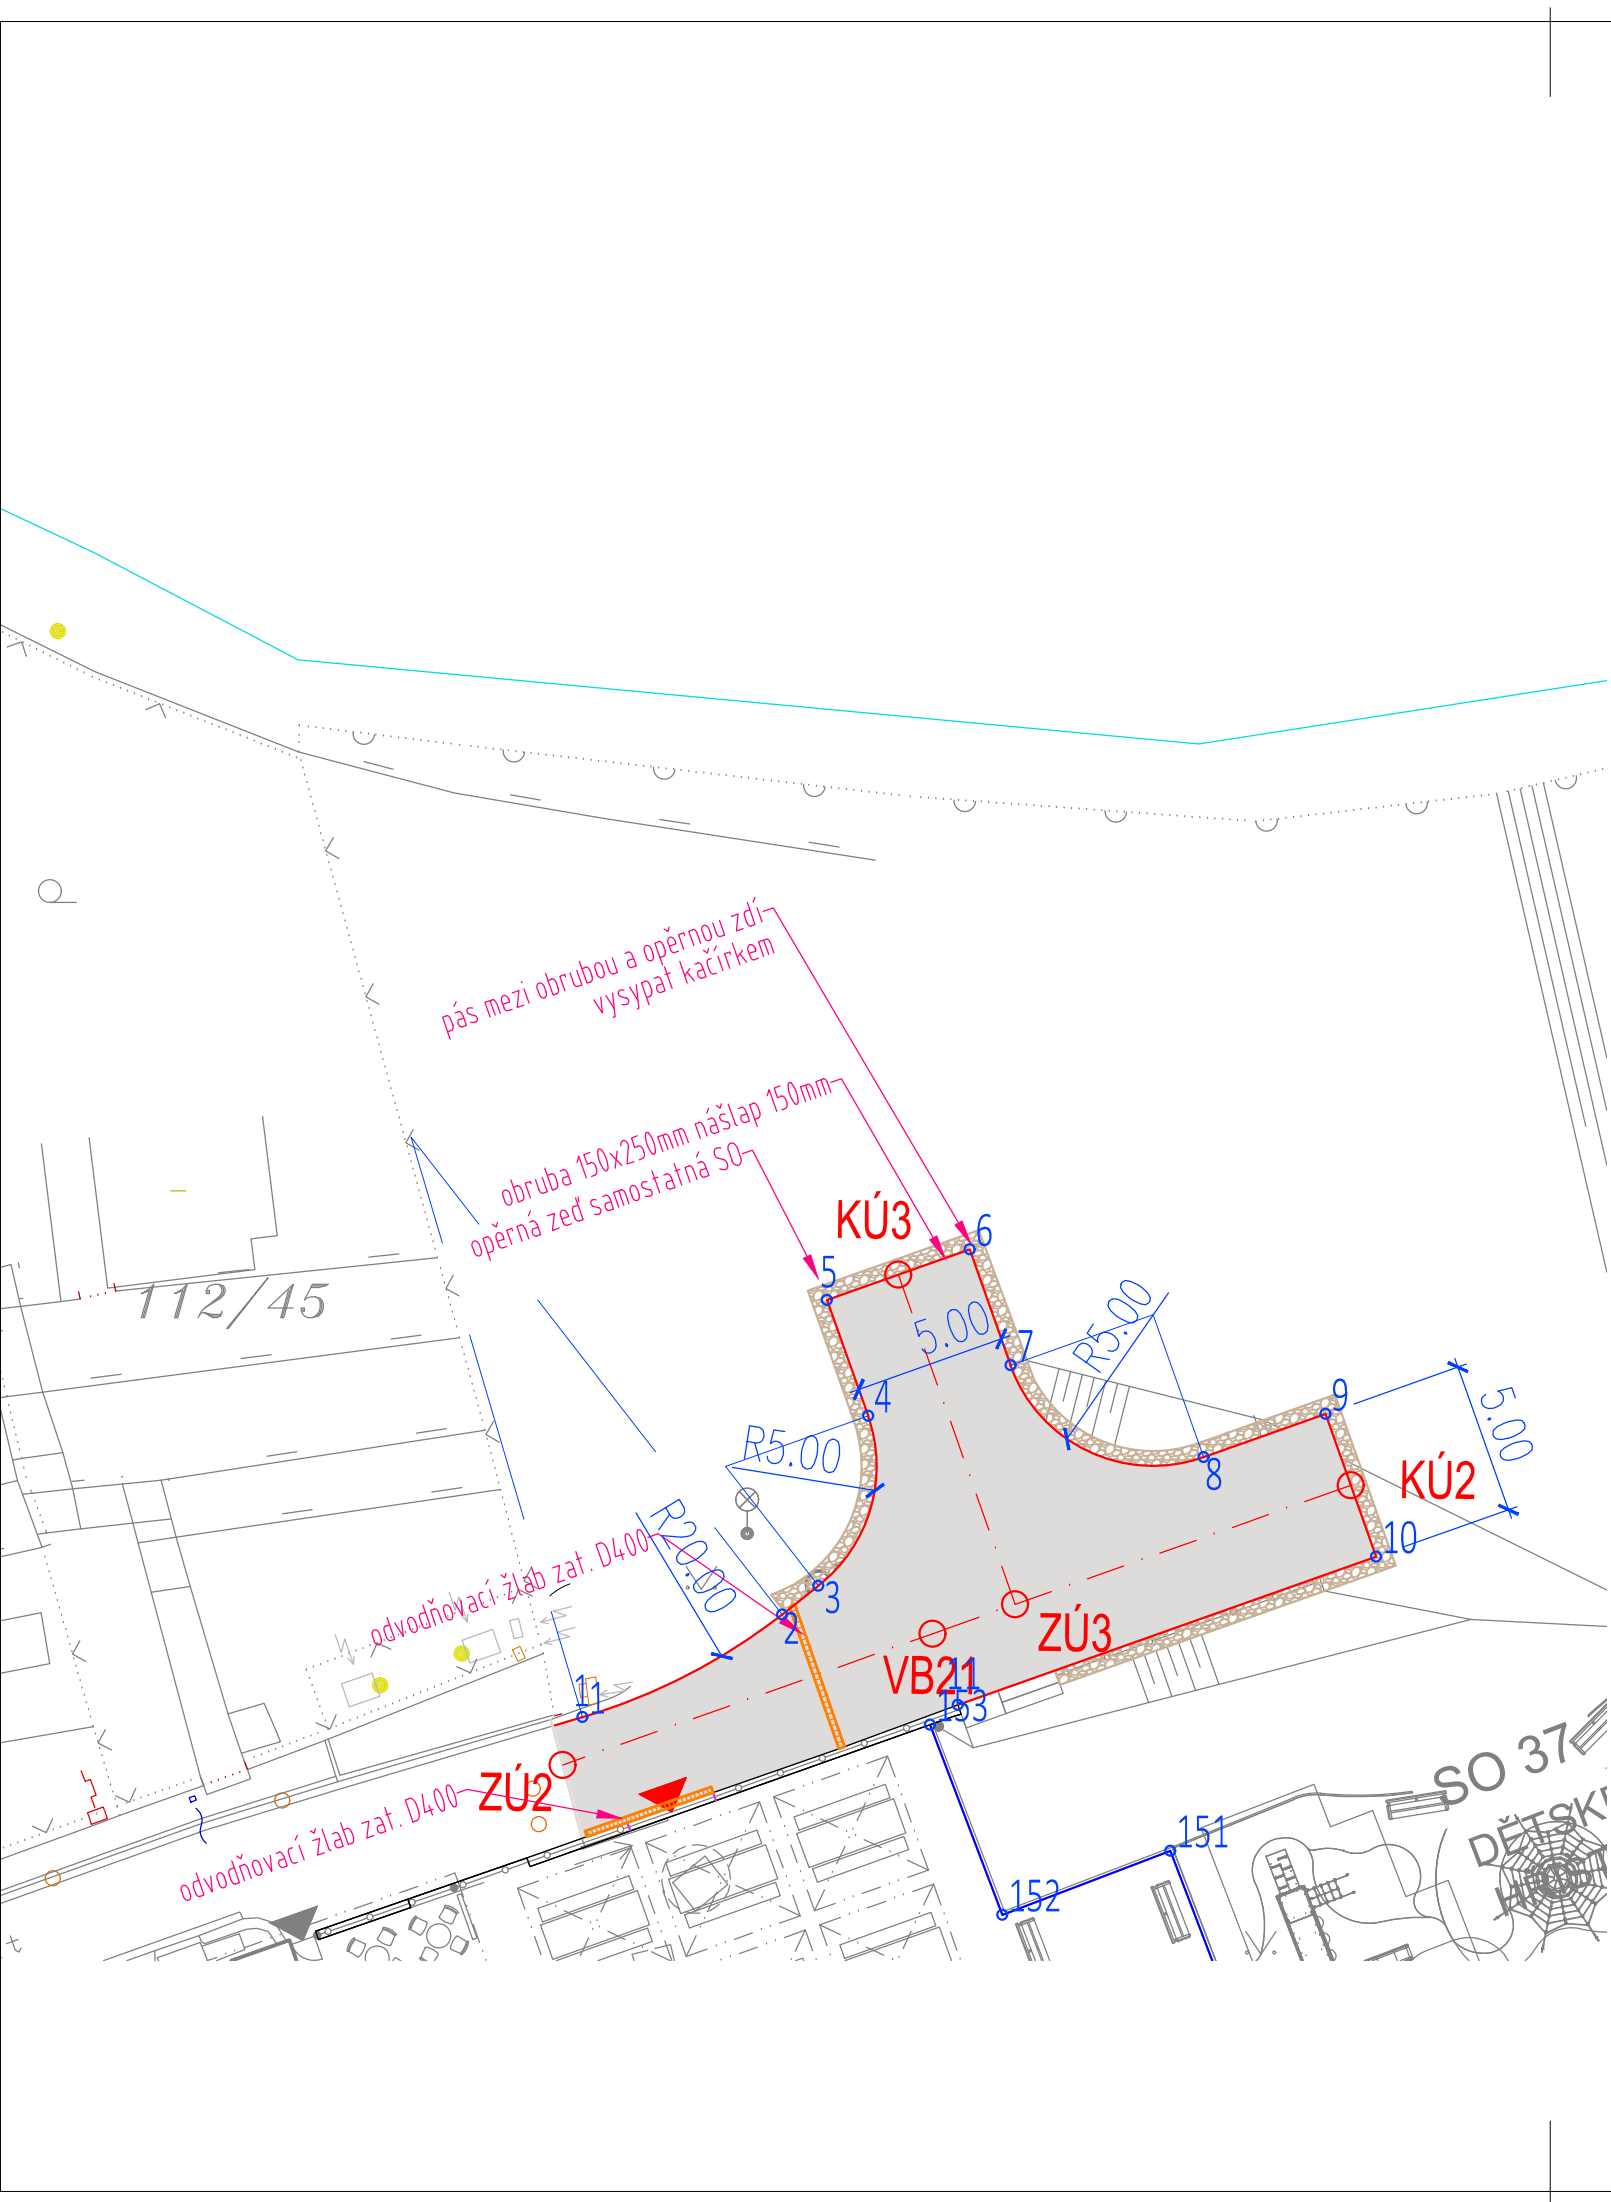 pás mezi obrubou a opěrnou zdí
vysypat kačírkem
obruba 150x250mm nášlap 150mm
opěrná zeď samostatná SO
KÚ3
6
5
112/45
5.00
7
R5.00
4
9
5.00
R5.00
8
KÚ2
R20.00
10
odvodňovací žlab zat. D400
3
2
ZÚ3
VB21
11
1
11
153
ZÚ2
odvodňovací žlab zat. D400
SO 37
151
152